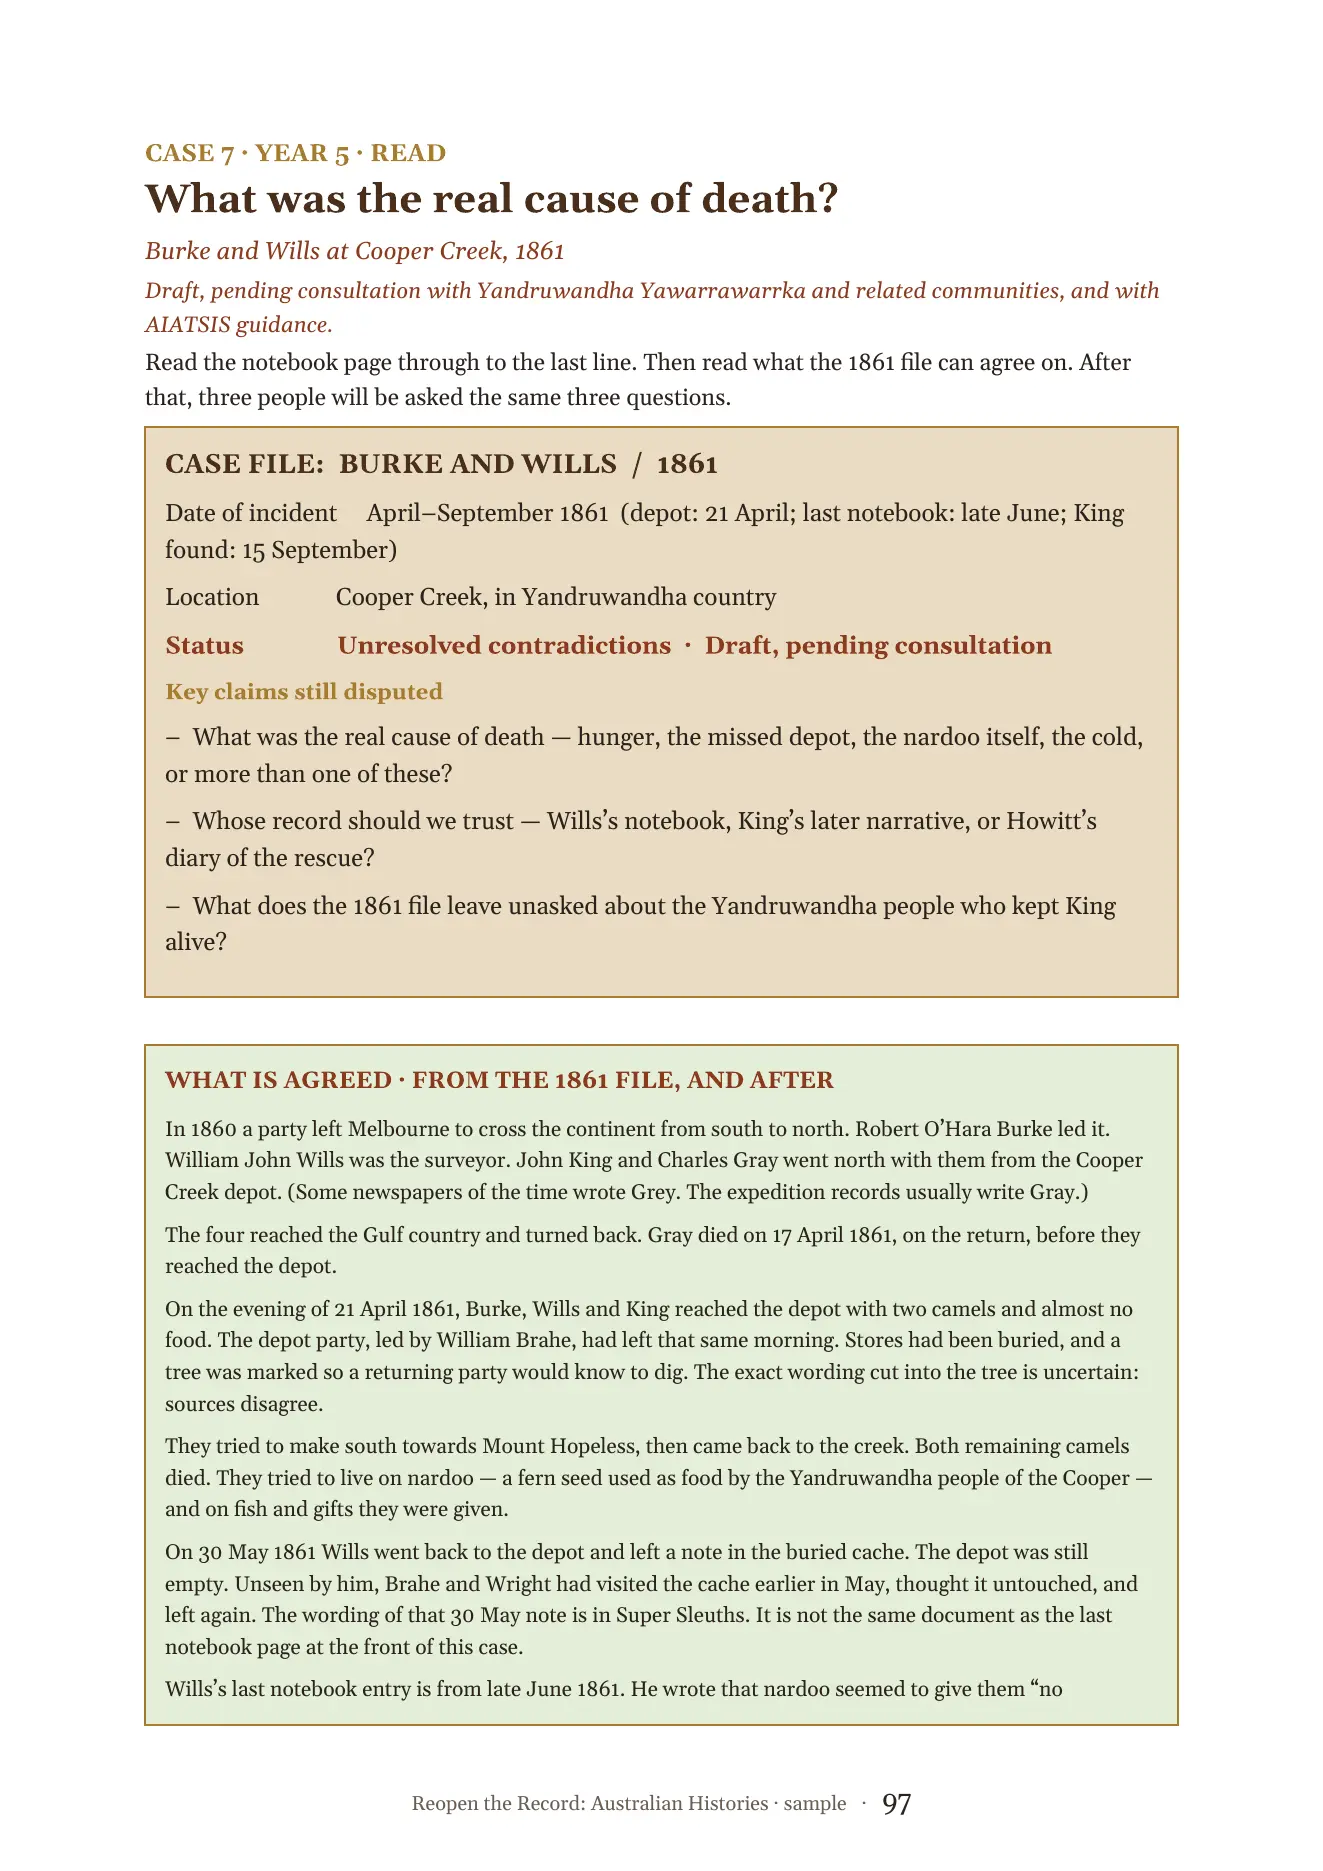 CASE 7 · YEAR 5 · READ
What was the real cause of death?
Burke and Wills at Cooper Creek, 1861
Draft, pending consultation with Yandruwandha Yawarrawarrka and related communities, and with
AIATSIS guidance.
Read the notebook page through to the last line. Then read what the 1861 file can agree on. After
that, three people will be asked the same three questions.
CASE FILE: BURKE AND WILLS / 1861
Date of incident April–September 1861 (depot: 21 April; last notebook: late June; King
found: 15 September)
Location Cooper Creek, in Yandruwandha country
Status Unresolved contradictions · Draft, pending consultation
Key claims still disputed
– What was the real cause of death — hunger, the missed depot, the nardoo itself, the cold,
or more than one of these?
– Whose record should we trust — Wills’s notebook, King’s later narrative, or Howitt’s
diary of the rescue?
– What does the 1861 file leave unasked about the Yandruwandha people who kept King
alive?
WHAT IS AGREED · FROM THE 1861 FILE, AND AFTER
In 1860 a party left Melbourne to cross the continent from south to north. Robert O’Hara Burke led it.
William John Wills was the surveyor. John King and Charles Gray went north with them from the Cooper
Creek depot. (Some newspapers of the time wrote Grey. The expedition records usually write Gray.)
The four reached the Gulf country and turned back. Gray died on 17 April 1861, on the return, before they
reached the depot.
On the evening of 21 April 1861, Burke, Wills and King reached the depot with two camels and almost no
food. The depot party, led by William Brahe, had left that same morning. Stores had been buried, and a
tree was marked so a returning party would know to dig. The exact wording cut into the tree is uncertain:
sources disagree.
They tried to make south towards Mount Hopeless, then came back to the creek. Both remaining camels
died. They tried to live on nardoo — a fern seed used as food by the Yandruwandha people of the Cooper —
and on fish and gifts they were given.
On 30 May 1861 Wills went back to the depot and left a note in the buried cache. The depot was still
empty. Unseen by him, Brahe and Wright had visited the cache earlier in May, thought it untouched, and
left again. The wording of that 30 May note is in Super Sleuths. It is not the same document as the last
notebook page at the front of this case.
Wills’s last notebook entry is from late June 1861. He wrote that nardoo seemed to give them “no
Reopen the Record: Australian Histories · sample · 97